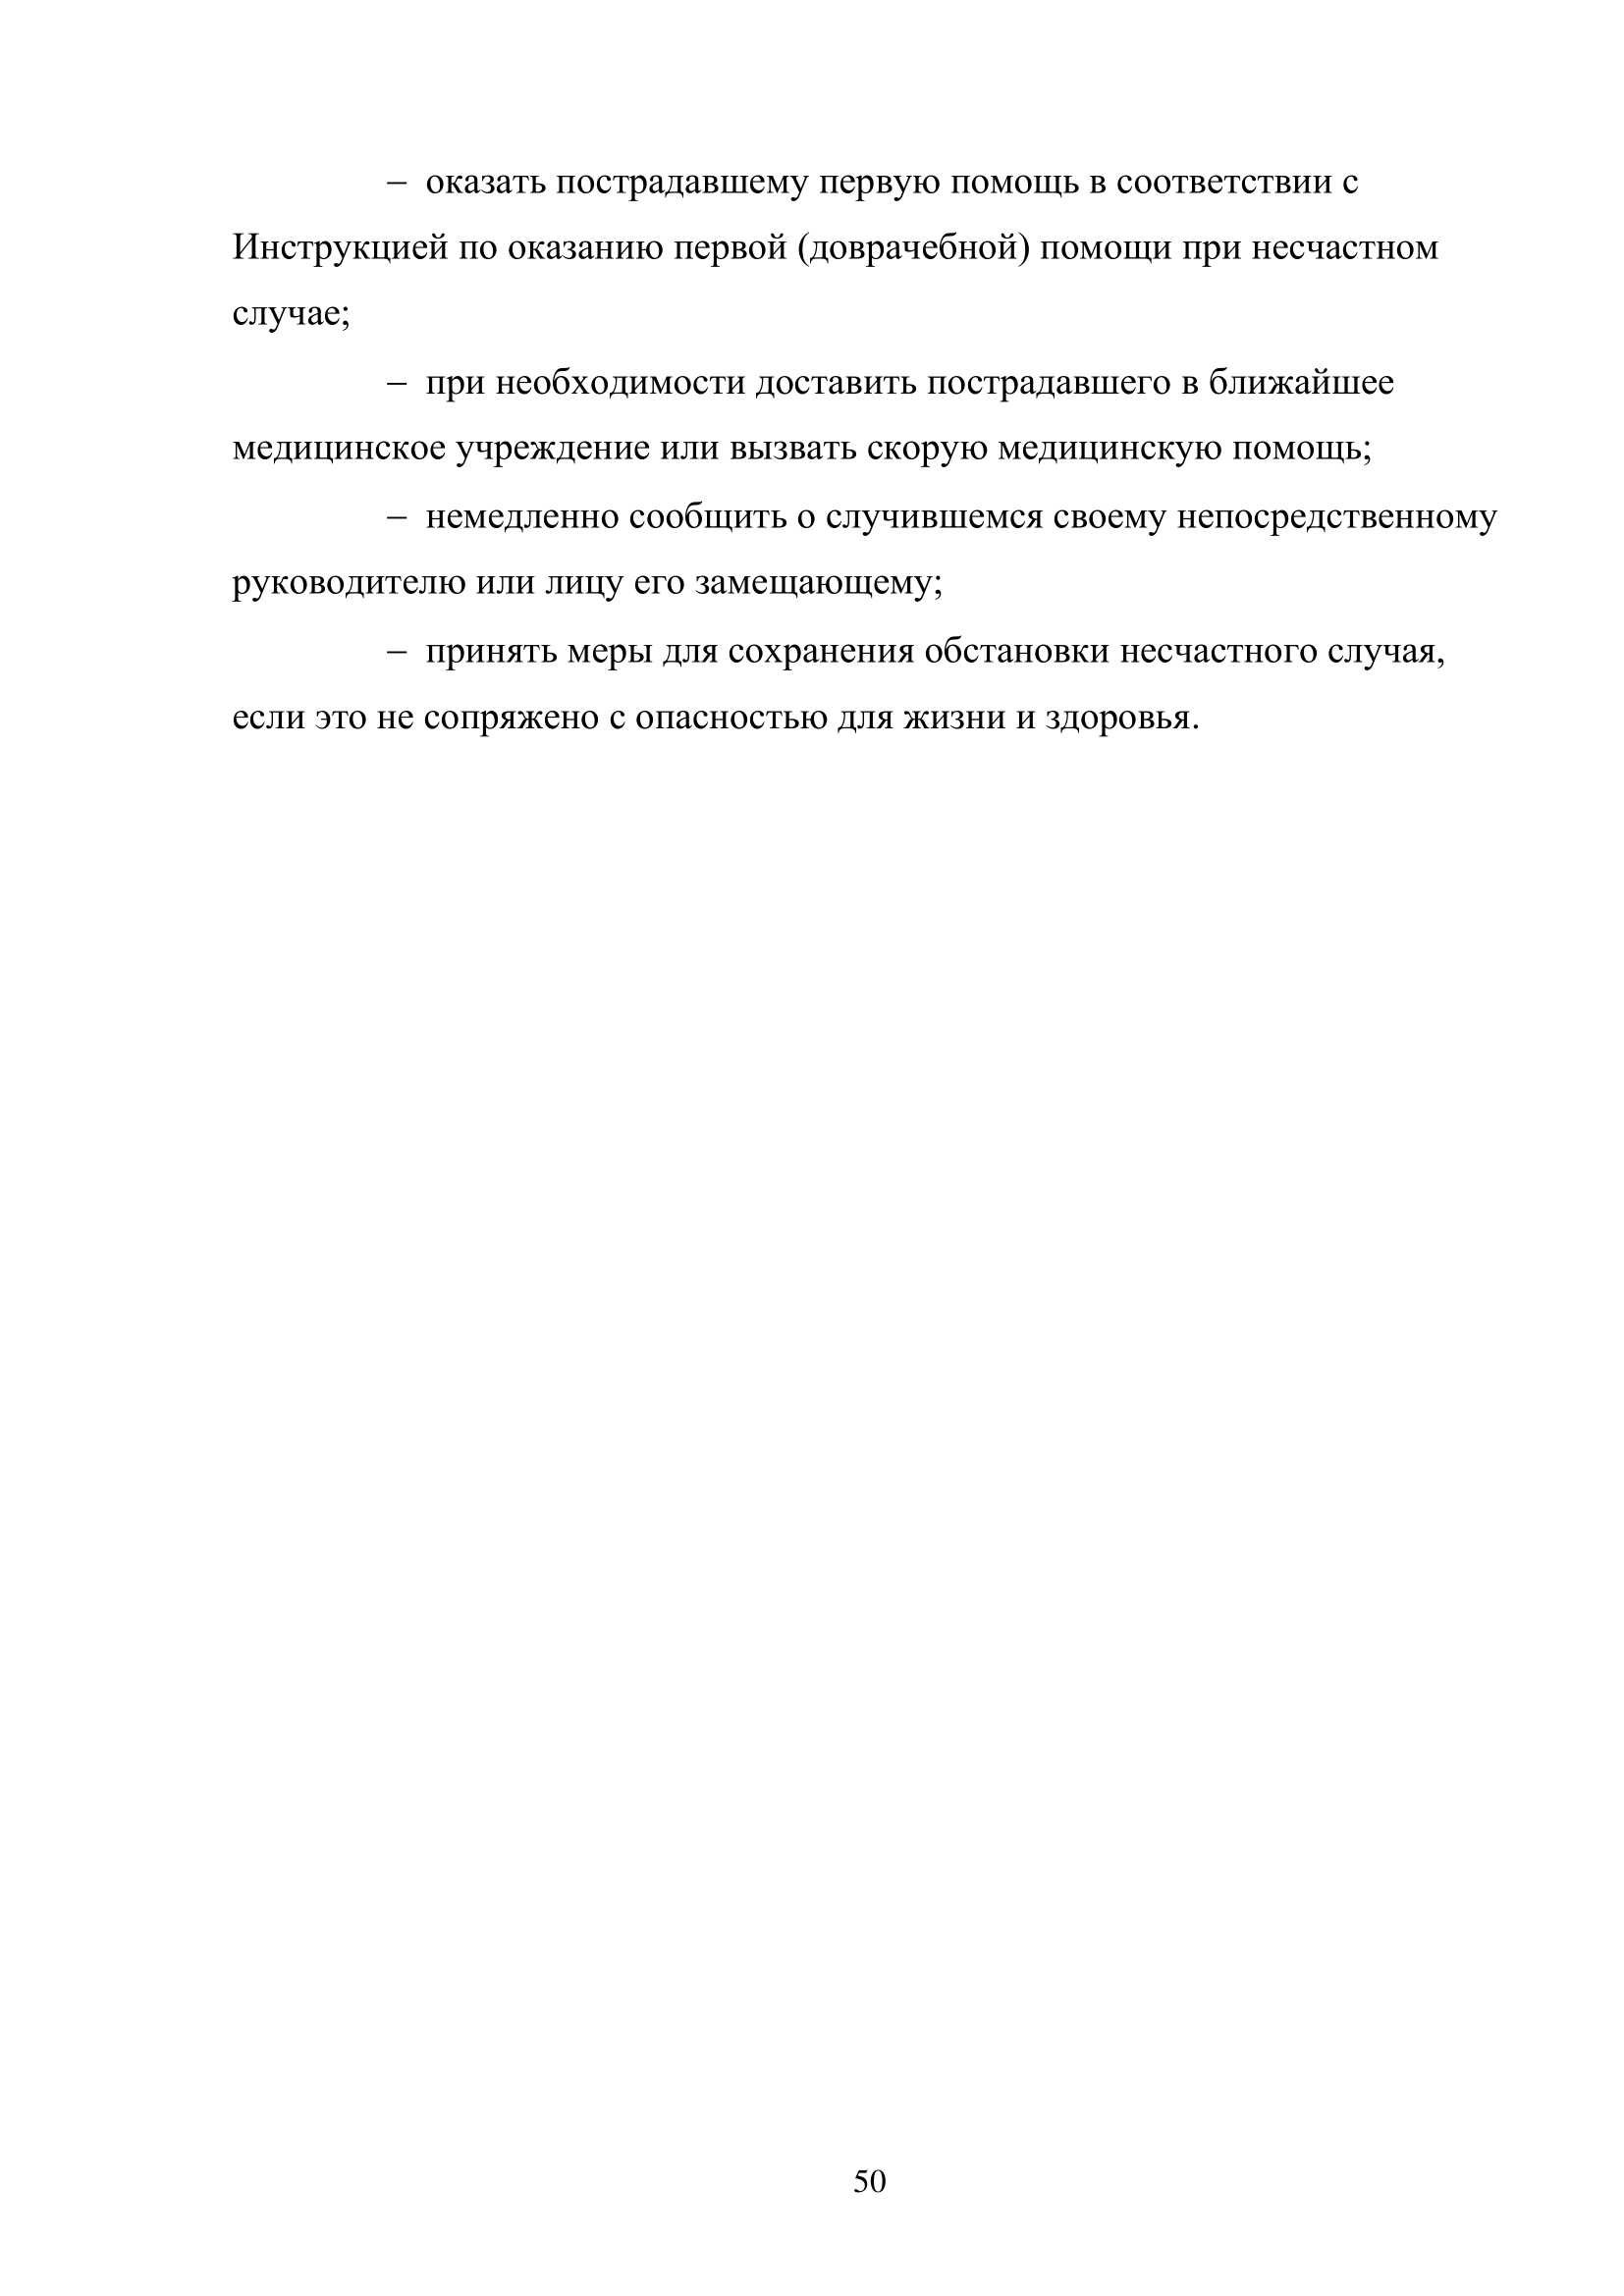 – оказать пострадавшему первую помощь в соответствии с
Инструкцией по оказанию первой (доврачебной) помощи при несчастном
случае;
– при необходимости доставить пострадавшего в ближайшее
медицинское учреждение или вызвать скорую медицинскую помощь;
– немедленно сообщить о случившемся своему непосредственному
руководителю или лицу его замещающему;
– принять меры для сохранения обстановки несчастного случая,
если это не сопряжено с опасностью для жизни и здоровья.
50